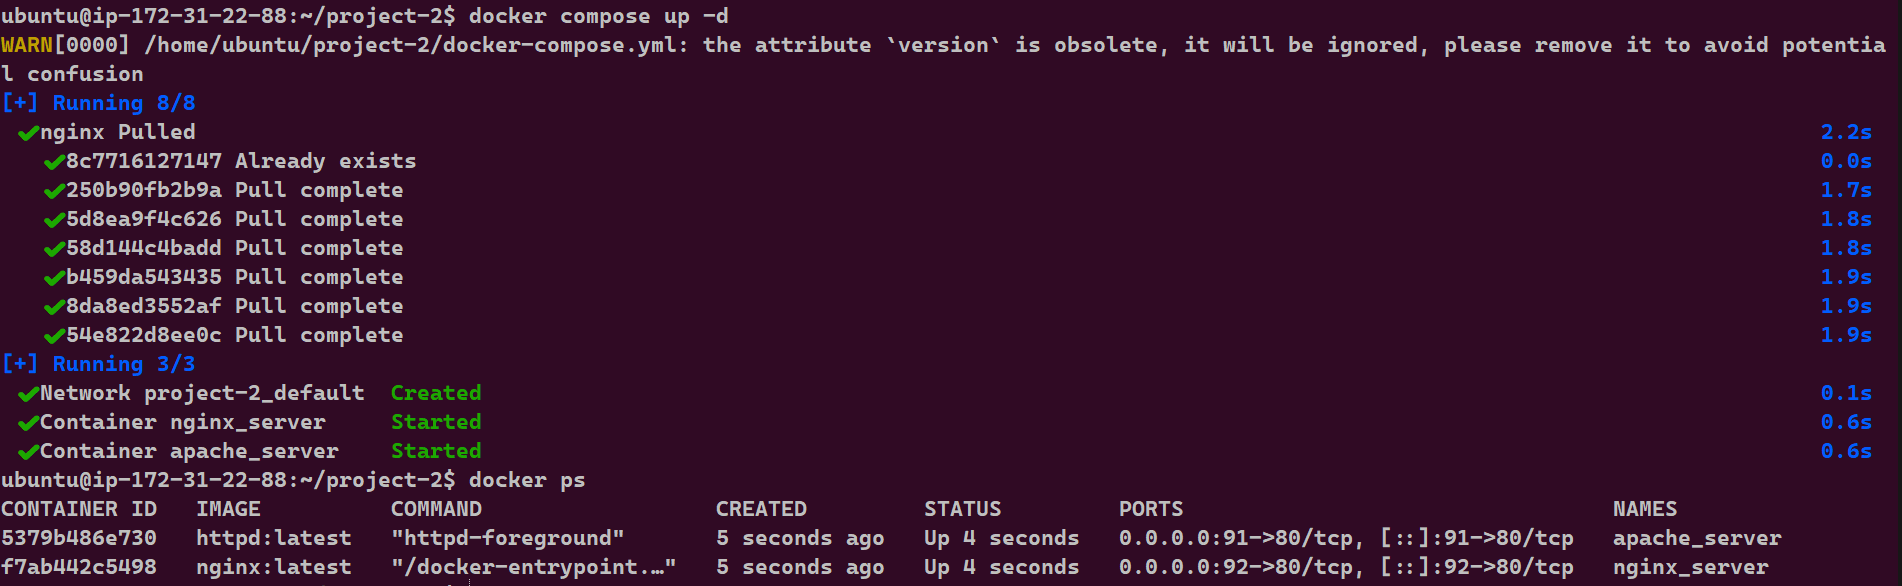 ubuntu@ip-172-31-22-88:~/project-2$ docker compose up -d
WARN[0000] /home/ubuntu/project-2/docker-compose.yml: the attribute `version` is obsolete, it will be ignored, please remove it to avoid potentia
l confusion
[+] Running 8/8
✔nginx Pulled 2.2s
✔8c7716127147 Already exists 0.0s
✔250b90fb2b9a Pull complete 1.7s
✔5d8ea9f4c626 Pull complete 1.8s
✔58d144c4badd Pull complete 1.8s
✔b459da543435 Pull complete 1.9s
✔8da8ed3552af Pull complete 1.9s
✔54e822d8ee0c Pull complete 1.9s
[+] Running 3/3
✔Network project-2_default Created 0.1s
✔Container nginx_server Started 0.6s
✔Container apache_server Started 0.6s
ubuntu@ip-172-31-22-88:~/project-2$ docker ps
CONTAINER ID IMAGE COMMAND CREATED STATUS PORTS NAMES
5379b486e730 httpd:latest "httpd-foreground" 5 seconds ago Up 4 seconds 0.0.0.0:91->80/tcp, [::]:91->80/tcp apache_server
f7ab442c5498 nginx:latest "/docker-entrypoint.…" 5 seconds ago Up 4 seconds 0.0.0.0:92->80/tcp, [::]:92->80/tcp nginx_server